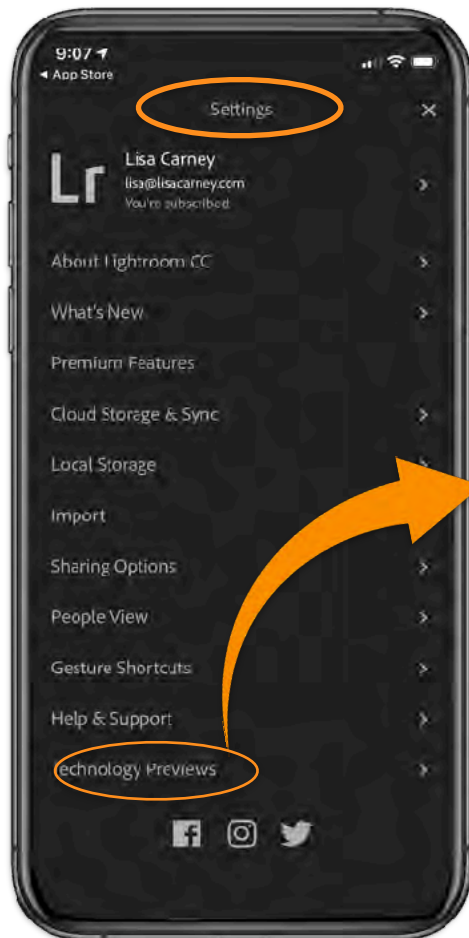 9:07
App Store
Settings
Lr
Lisa Carney
lisa@lisacarney.com
You're subscribed
About Lightroom CC
What's New
Premium Features
Cloud Storage & Sync
Local Storage
Import
Sharing Options
People View
Gesture Shortcuts
Help & Support
Technology Previews